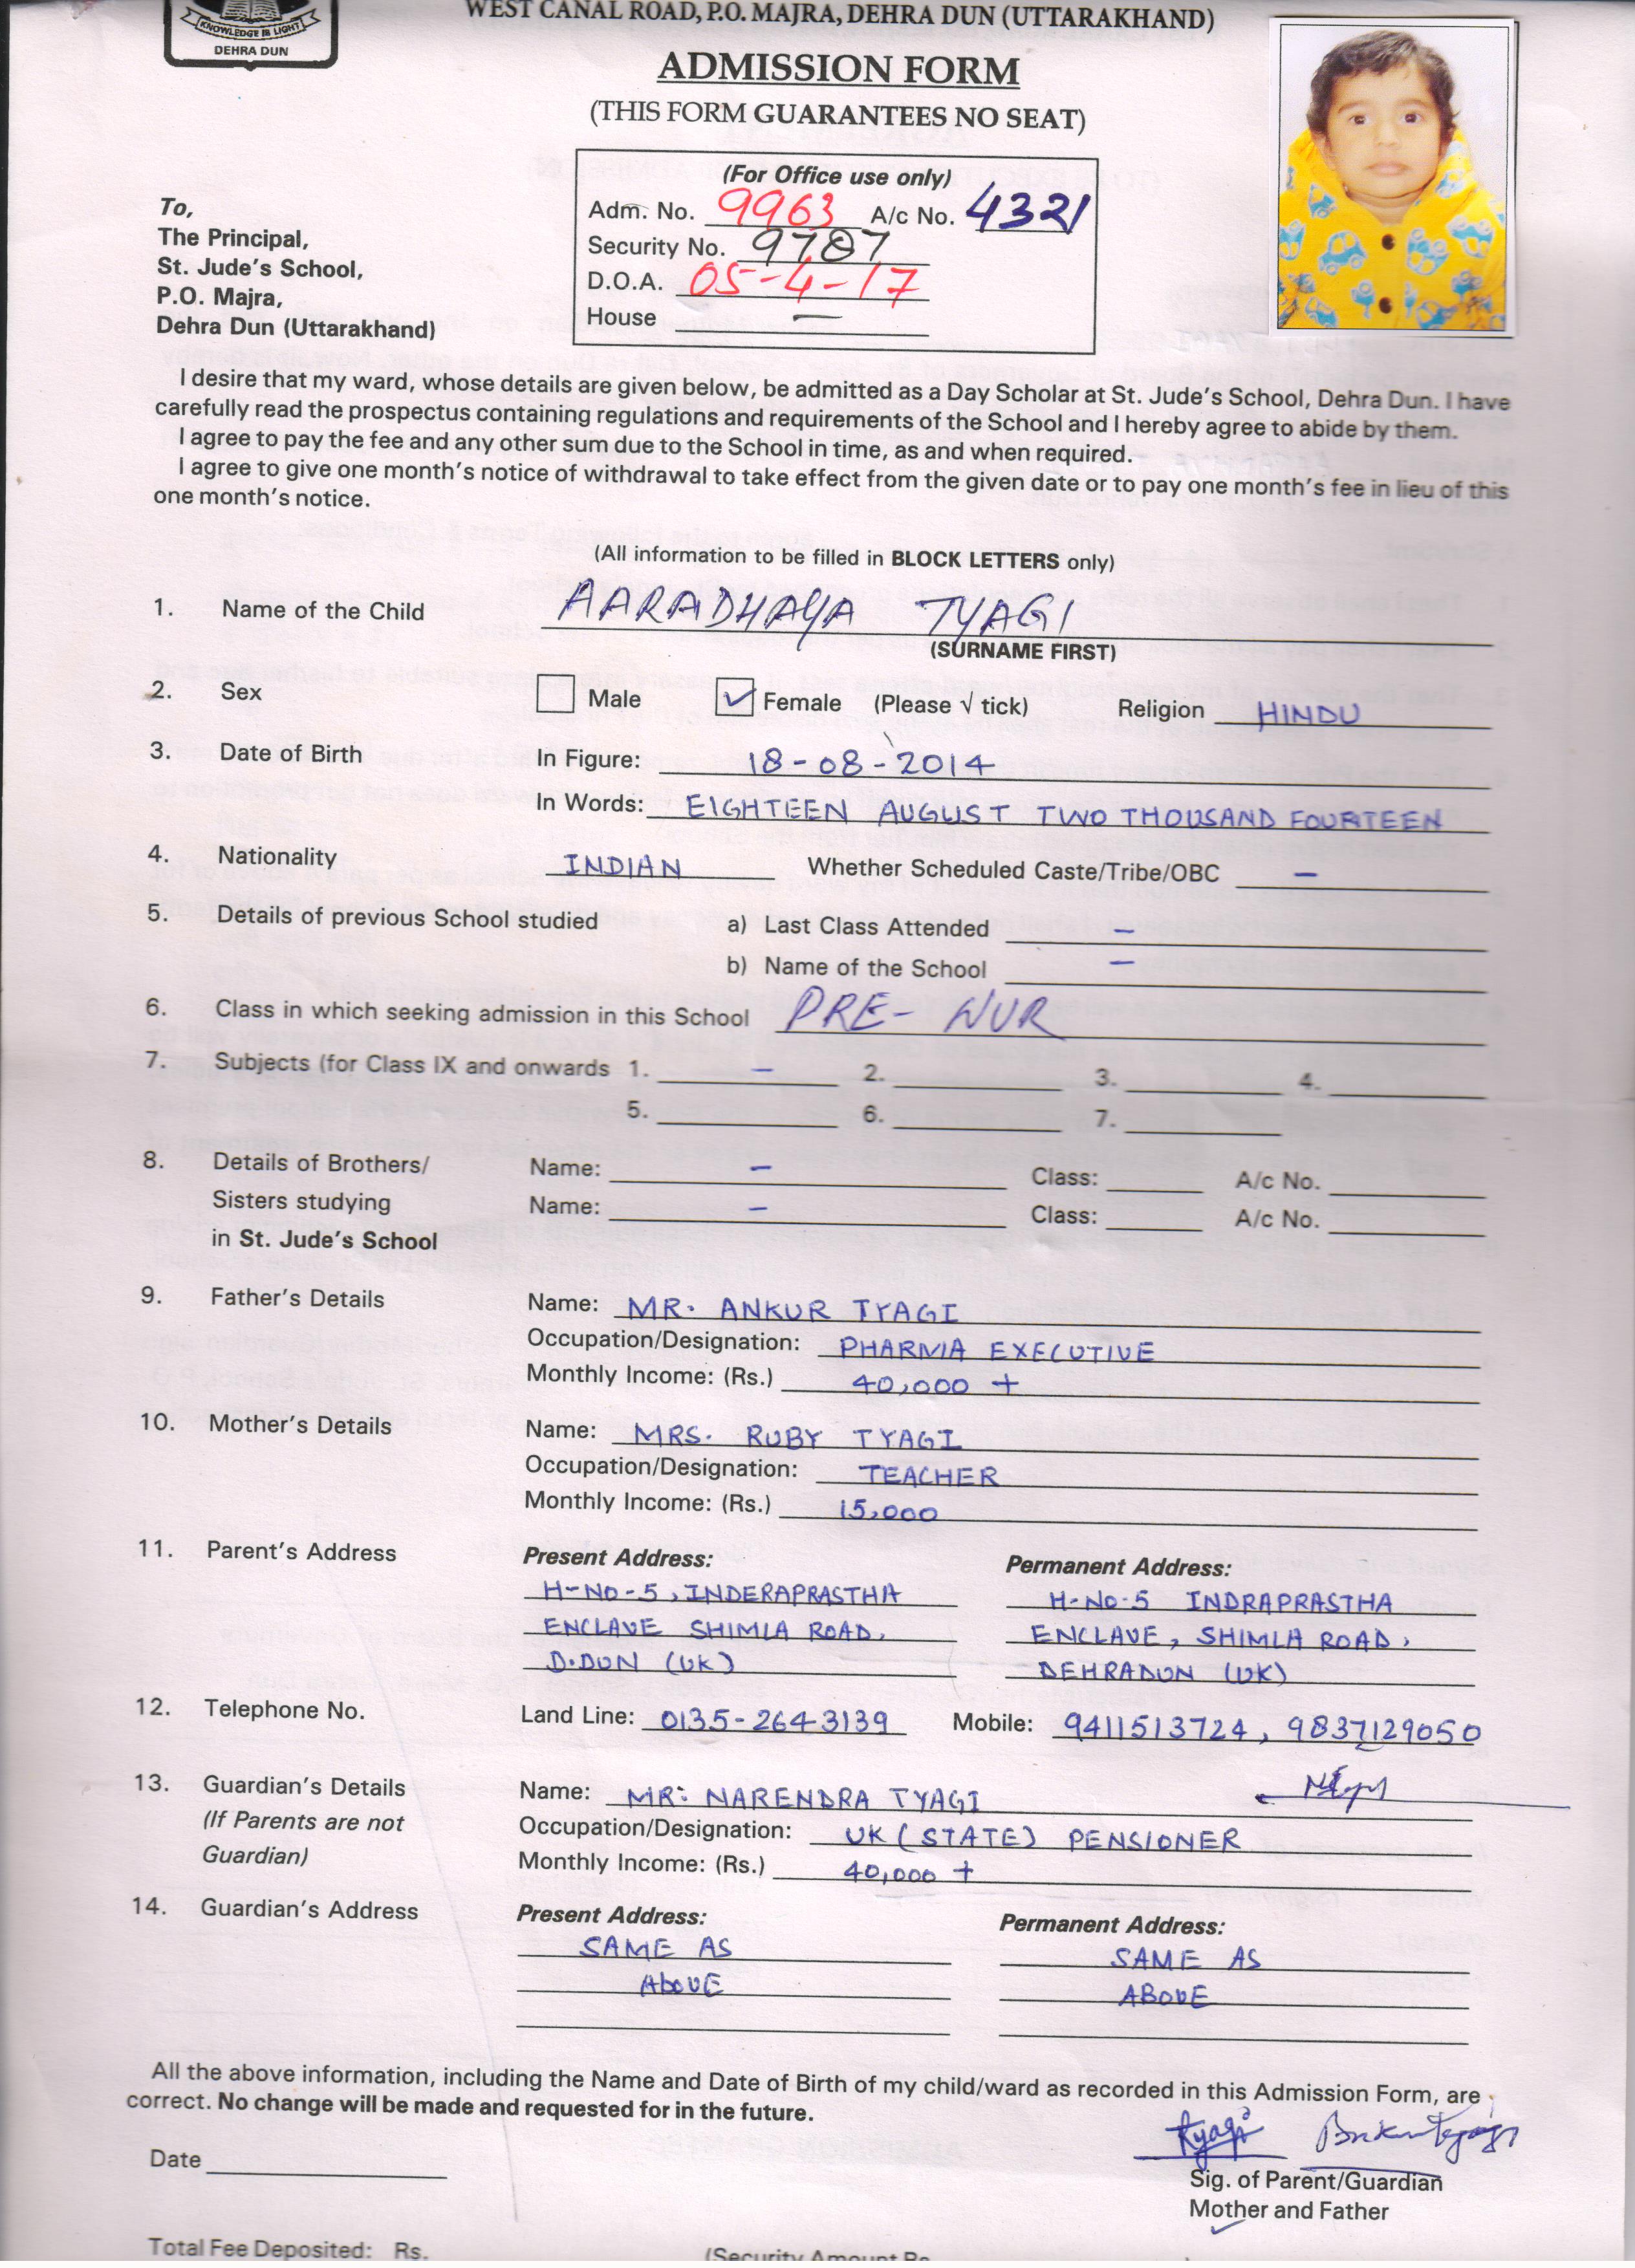 KNOWLEDGE IS LIGHT
DEHRA DUN
WEST CANAL ROAD, P.O. MAJRA, DEHRA DUN (UTTARAKHAND)
ADMISSION FORM
(THIS FORM GUARANTEES NO SEAT)
(For Office use only)
Adm. No. 9963 A/c No. 4321
Security No. 9787
D.O.A. 05-4-17
House –
To,
The Principal,
St. Jude's School,
P.O. Majra,
Dehra Dun (Uttarakhand)
I desire that my ward, whose details are given below, be admitted as a Day Scholar at St. Jude's School, Dehra Dun. I have
carefully read the prospectus containing regulations and requirements of the School and I hereby agree to abide by them.
I agree to pay the fee and any other sum due to the School in time, as and when required.
I agree to give one month's notice of withdrawal to take effect from the given date or to pay one month's fee in lieu of this
one month's notice.
(All information to be filled in BLOCK LETTERS only)
1. Name of the Child AARADHAYA TYAGI
(SURNAME FIRST)
2. Sex Male ✓ Female (Please √ tick) Religion HINDU
3. Date of Birth In Figure: 18-08-2014
In Words: EIGHTEEN AUGUST TWO THOUSAND FOURTEEN
4. Nationality INDIAN Whether Scheduled Caste/Tribe/OBC –
5. Details of previous School studied a) Last Class Attended –
b) Name of the School –
6. Class in which seeking admission in this School PRE- NUR
7. Subjects (for Class IX and onwards 1. – 2. 3. 4.
5. 6. 7.
8. Details of Brothers/ Name: – Class: A/c No.
Sisters studying Name: – Class: A/c No.
in St. Jude's School
9. Father's Details Name: MR. ANKUR TYAGI
Occupation/Designation: PHARMA EXECUTIVE
Monthly Income: (Rs.) 40,000 +
10. Mother's Details Name: MRS. RUBY TYAGI
Occupation/Designation: TEACHER
Monthly Income: (Rs.) 15,000
11. Parent's Address Present Address: Permanent Address:
H-NO-5, INDERAPRASTHA H-NO-5 INDRAPRASTHA
ENCLAVE SHIMLA ROAD, ENCLAVE, SHIMLA ROAD,
D.DUN (UK) DEHRADUN (UK)
12. Telephone No. Land Line: 0135-2643139 Mobile: 9411513724, 9837129050
13. Guardian's Details Name: MR. NARENDRA TYAGI
(If Parents are not Occupation/Designation: UK (STATE) PENSIONER
Guardian) Monthly Income: (Rs.) 40,000 +
14. Guardian's Address Present Address: Permanent Address:
SAME AS SAME AS
ABOVE ABOVE
All the above information, including the Name and Date of Birth of my child/ward as recorded in this Admission Form, are
correct. No change will be made and requested for in the future.
Tyagi
Date
Sig. of Parent/Guardian
Mother and Father
Total Fee Deposited: Rs. (Security Amount Rs.